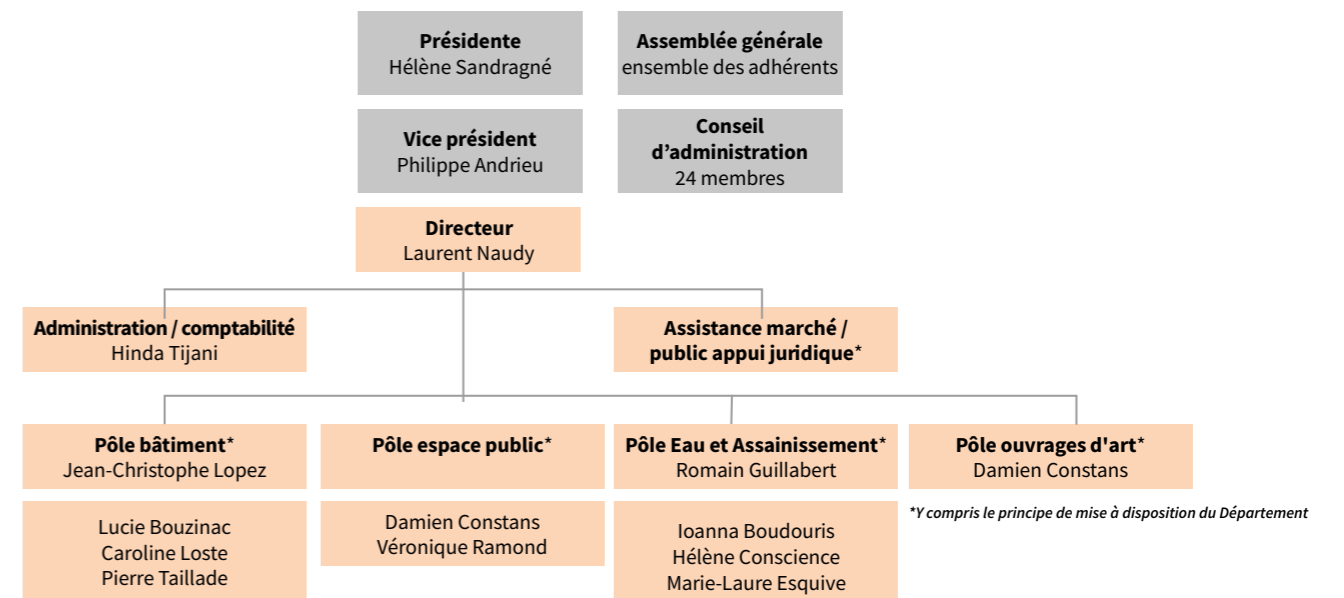 Présidente
Hélène Sandragné
Assemblée générale
ensemble des adhérents
Vice président
Philippe Andrieu
Conseil
d’administration
24 membres
Directeur
Laurent Naudy
Administration / comptabilité
Hinda Tijani
Assistance marché /
public appui juridique*
Pôle bâtiment*
Jean-Christophe Lopez
Lucie Bouzinac
Caroline Loste
Pierre Taillade
Pôle espace public*
Damien Constans
Véronique Ramond
Pôle Eau et Assainissement*
Romain Guillabert
Ioanna Boudouris
Hélène Conscience
Marie-Laure Esquive
Pôle ouvrages d'art*
Damien Constans
*Y compris le principe de mise à disposition du Département